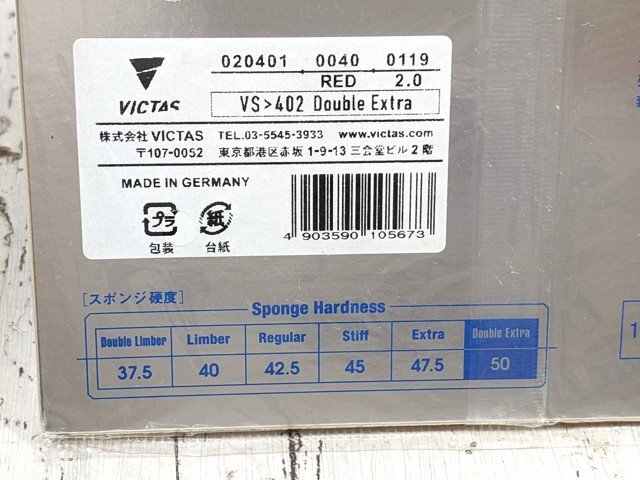 020401 0040 0119
RED 2.0
VICTAS
VS>402 Double Extra
株式会社 VICTAS TEL.03-5545-3933 www.victas.com
〒107-0052 東京都港区赤坂 1-9-13 三会堂ビル 2 階
MADE IN GERMANY
プラ
包装
紙
台紙
4 903590 105673
[スポンジ硬度]
Sponge Hardness
Double Limber Limber Regular Stiff Extra Double Extra
37.5 40 42.5 45 47.5 50